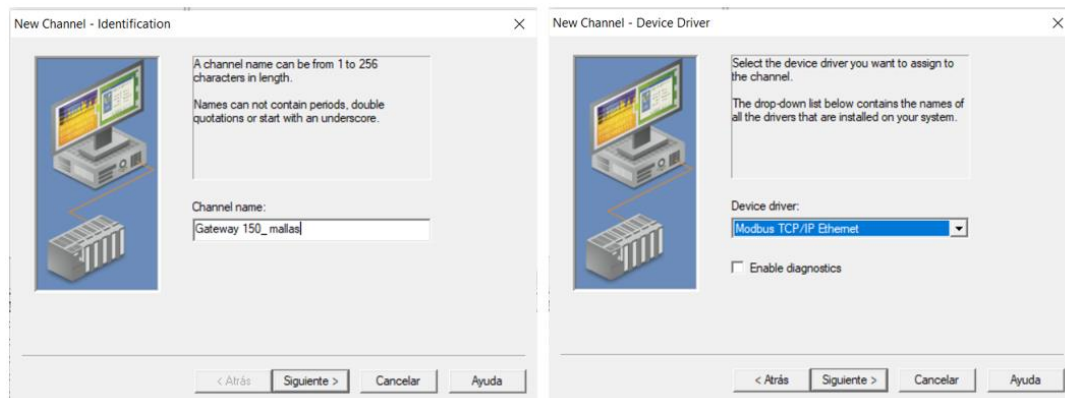 New Channel - Identification
A channel name can be from 1 to 256
characters in length.
Names can not contain periods, double
quotations or start with an underscore.
Channel name:
Gateway 150_ mallas
< Atrás
Siguiente >
Cancelar
Ayuda
New Channel - Device Driver
Select the device driver you want to assign to
the channel.
The drop-down list below contains the names of
all the drivers that are installed on your system.
Device driver:
Modbus TCP/IP Ethernet
Enable diagnostics
< Atrás
Siguiente >
Cancelar
Ayuda